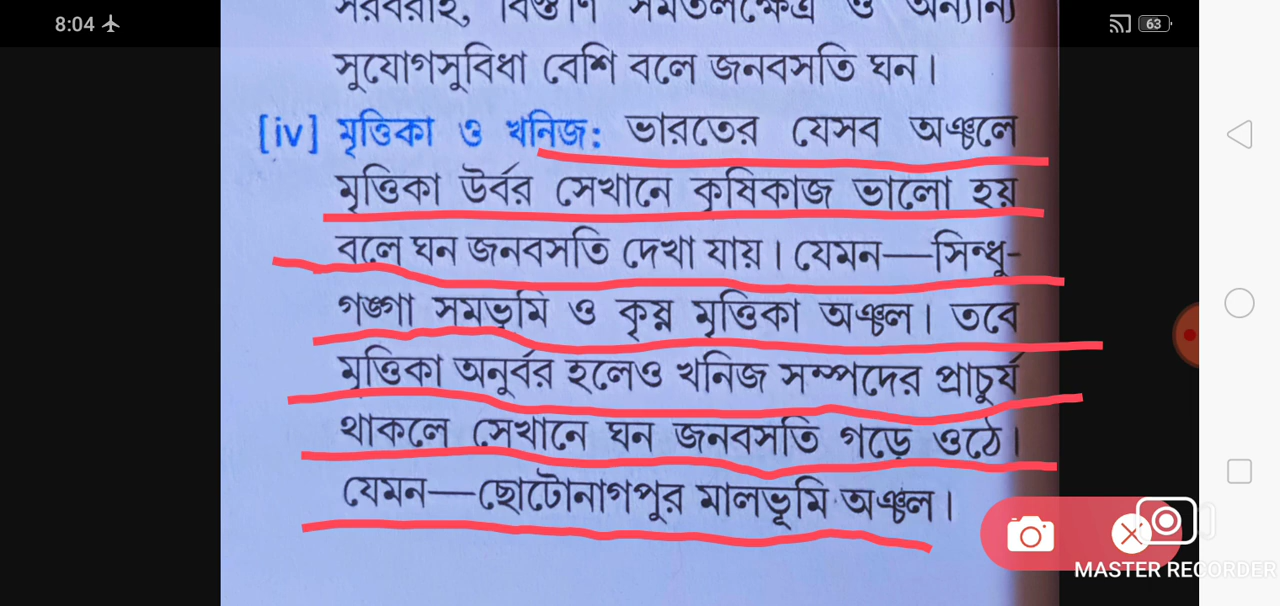 8:04
63
সরবরাহ, বিস্তীর্ণ সমতলক্ষেত্র ও অন্যান্য
সুযোগসুবিধা বেশি বলে জনবসতি ঘন।
[iv] মৃত্তিকা ও খনিজ: ভারতের যেসব অঞ্চলে
মৃত্তিকা উর্বর সেখানে কৃষিকাজ ভালো হয়
বলে ঘন জনবসতি দেখা যায়। যেমন—সিন্ধু-
গঙ্গা সমভূমি ও কৃষ্ণ মৃত্তিকা অঞ্চল। তবে
মৃত্তিকা অনুর্বর হলেও খনিজ সম্পদের প্রাচুর্য
থাকলে সেখানে ঘন জনবসতি গড়ে ওঠে।
যেমন—ছোটোনাগপুর মালভূমি অঞ্চল।
MASTER RECORDER